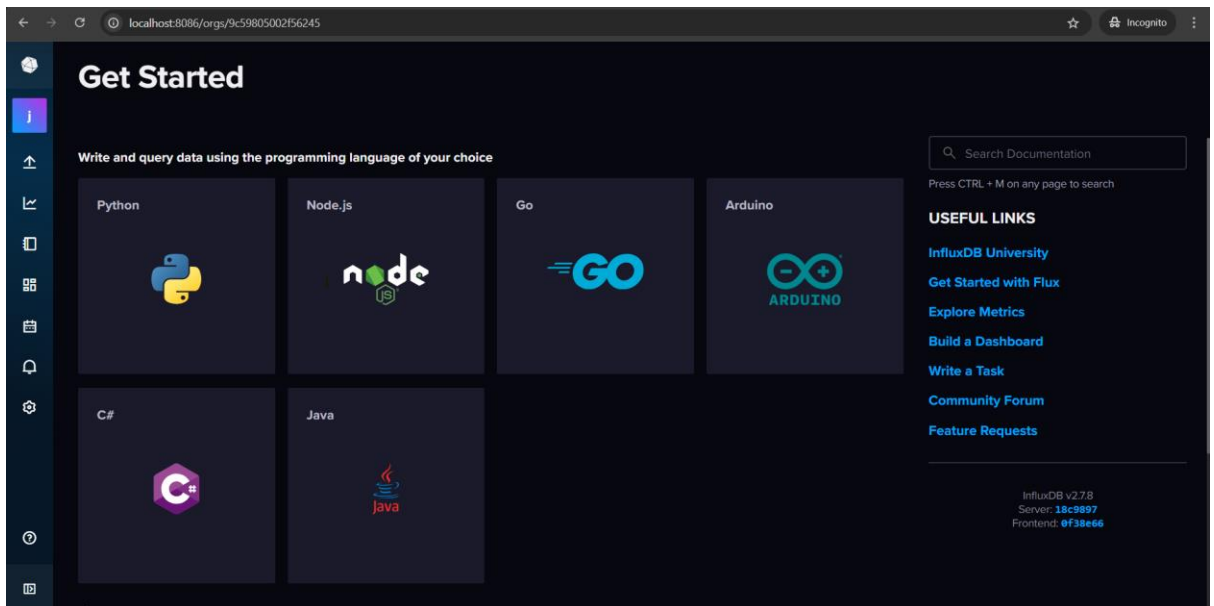 localhost:8086/orgs/9c59805002f56245
Incognito
Get Started
j
Write and query data using the programming language of your choice
Python
Node.js
node
JS
Go
GO
Arduino
ARDUINO
C#
C#
Java
Java
Search Documentation
Press CTRL + M on any page to search
USEFUL LINKS
InfluxDB University
Get Started with Flux
Explore Metrics
Build a Dashboard
Write a Task
Community Forum
Feature Requests
InfluxDB v2.7.8
Server: 18c9897
Frontend: 0f38e66